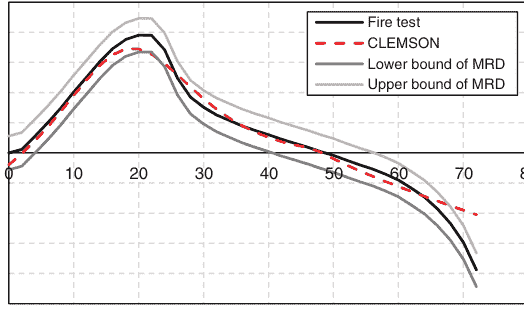 Fire test
CLEMSON
Lower bound of MRD
Upper bound of MRD
0 10 20 30 40 50 60 70 8